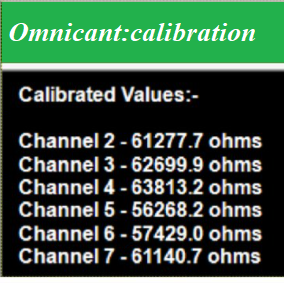 Omnicant:calibration
Calibrated Values:-
Channel 2 - 61277.7 ohms
Channel 3 - 62699.9 ohms
Channel 4 - 63813.2 ohms
Channel 5 - 56268.2 ohms
Channel 6 - 57429.0 ohms
Channel 7 - 61140.7 ohms